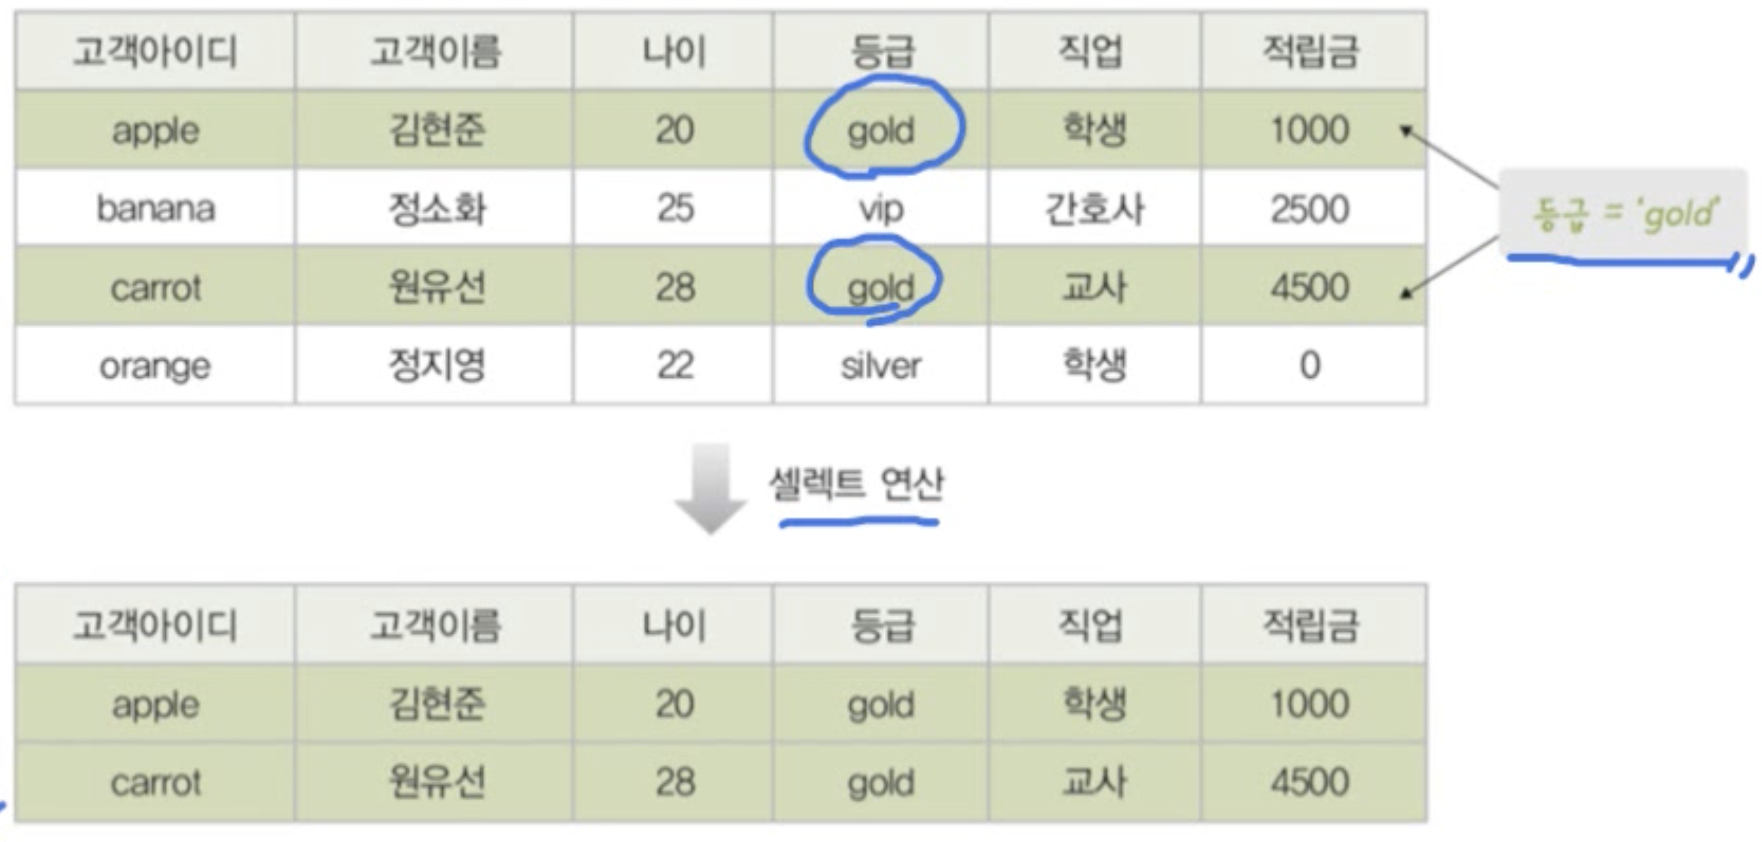 고객아이디 고객이름 나이 등급 직업 적립금
apple 김현준 20 gold 학생 1000
banana 정소화 25 vip 간호사 2500
등급 = 'gold'
carrot 원유선 28 gold 교사 4500
orange 정지영 22 silver 학생 0
셀렉트 연산
고객아이디 고객이름 나이 등급 직업 적립금
apple 김현준 20 gold 학생 1000
carrot 원유선 28 gold 교사 4500